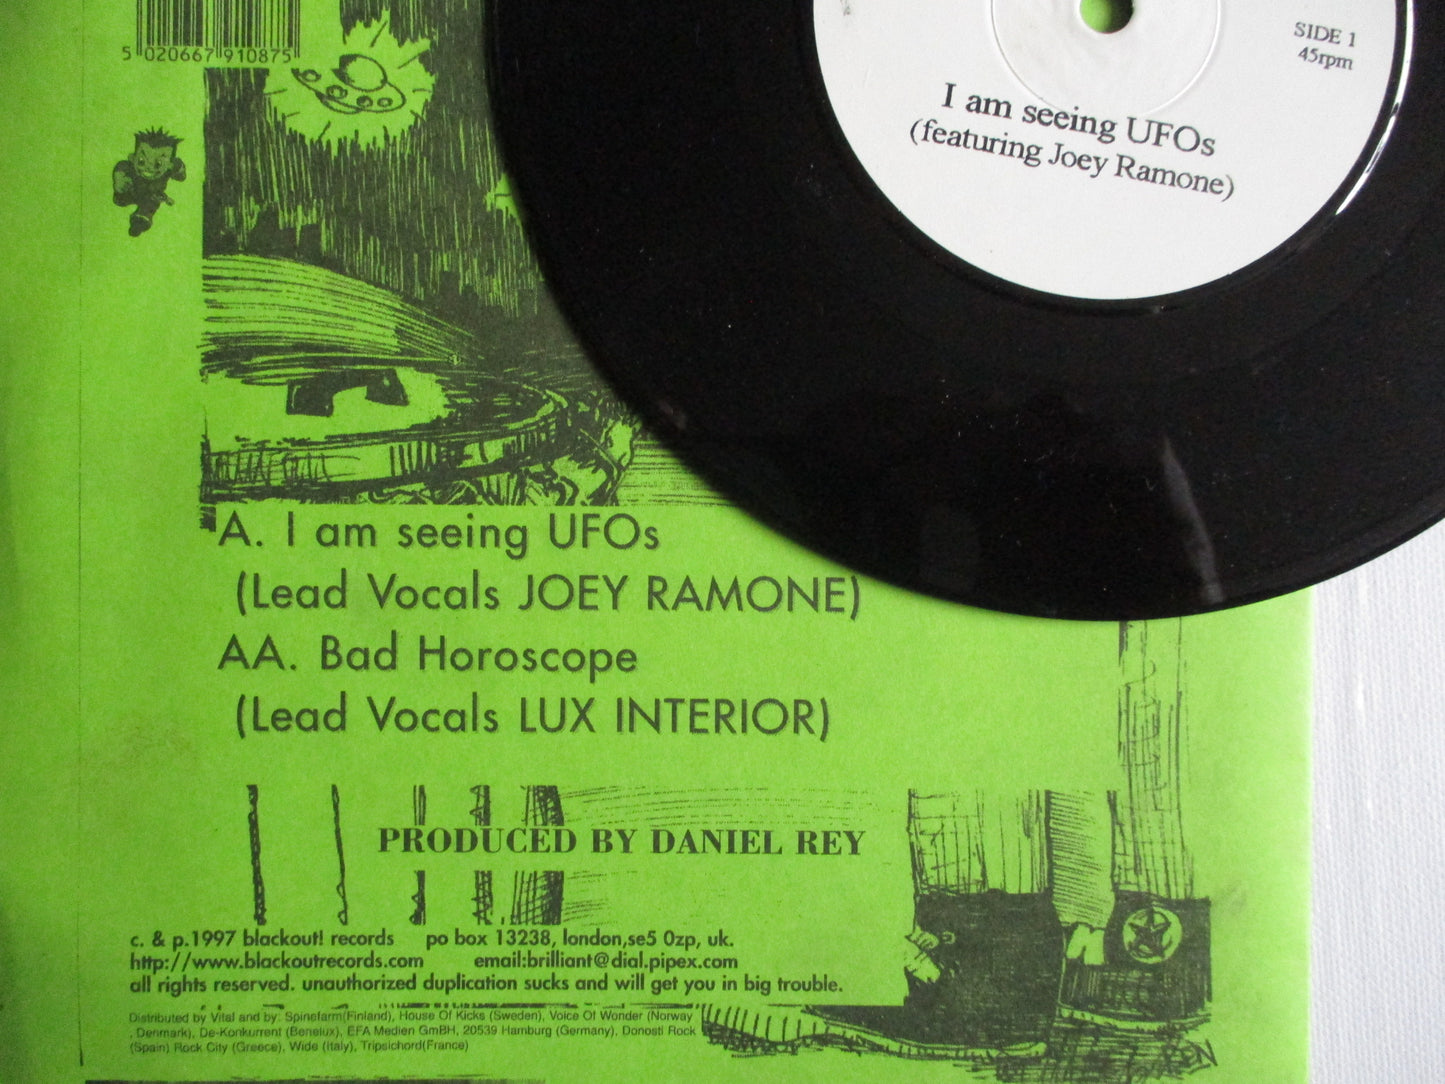 5 020667 910875
SIDE 1
45rpm
I am seeing UFOs
(featuring Joey Ramone)
A. I am seeing UFOs
(Lead Vocals JOEY RAMONE)
AA. Bad Horoscope
(Lead Vocals LUX INTERIOR)
PRODUCED BY DANIEL REY
c. & p.1997 blackout! records po box 13238, london,se5 0zp, uk.
http://www.blackoutrecords.com email:brilliant@dial.pipex.com
all rights reserved. unauthorized duplication sucks and will get you in big trouble.
Distributed by Vital and by: Spinefarm(Finland), House Of Kicks (Sweden), Voice Of Wonder (Norway
, Denmark), De-Konkurrent (Benelux), EFA Medien GmBH, 20539 Hamburg (Germany), Donosti Rock
(Spain) Rock City (Greece), Wide (Italy), Tripsichord(France)